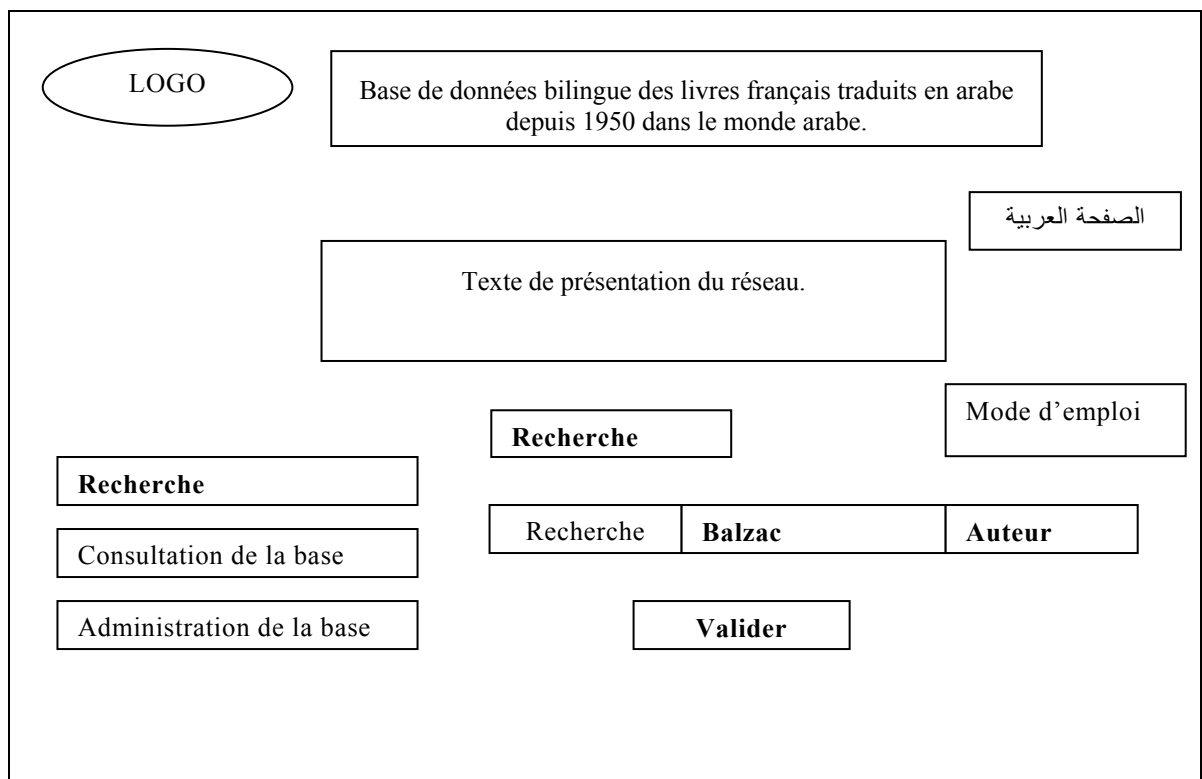 LOGO
Base de données bilingue des livres français traduits en arabe
depuis 1950 dans le monde arabe.
الصفحة العربية
Texte de présentation du réseau.
Mode d’emploi
Recherche
Recherche
Recherche
Balzac
Auteur
Consultation de la base
Administration de la base
Valider